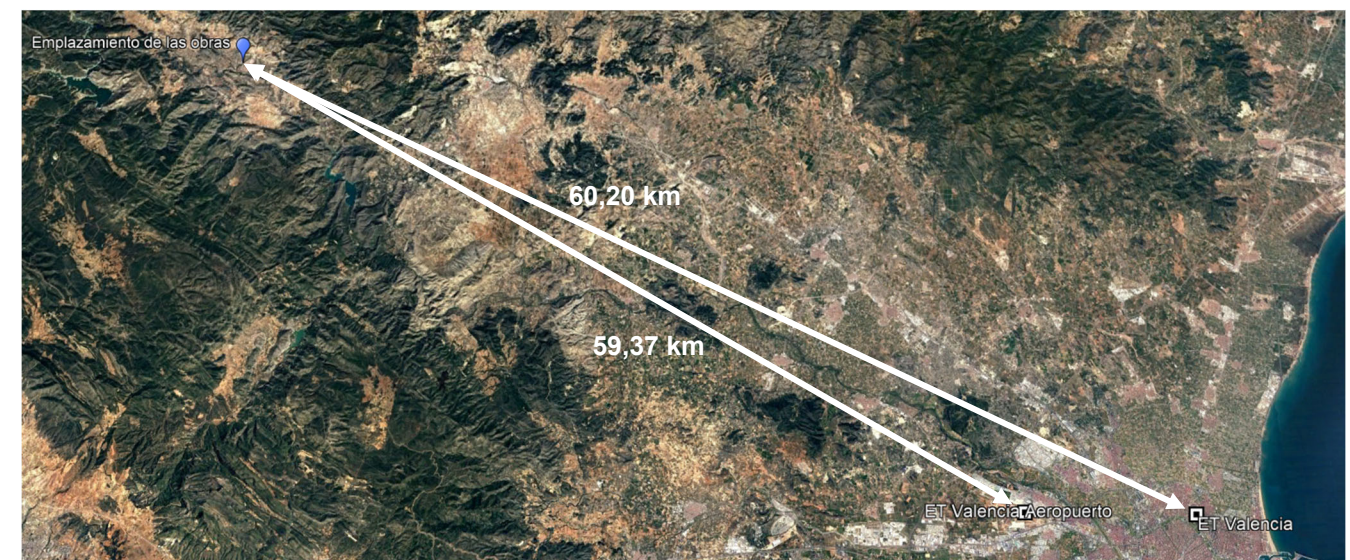 Emplazamiento de las obras
60,20 km
59,37 km
ET Valencia Aeropuerto
ET Valencia